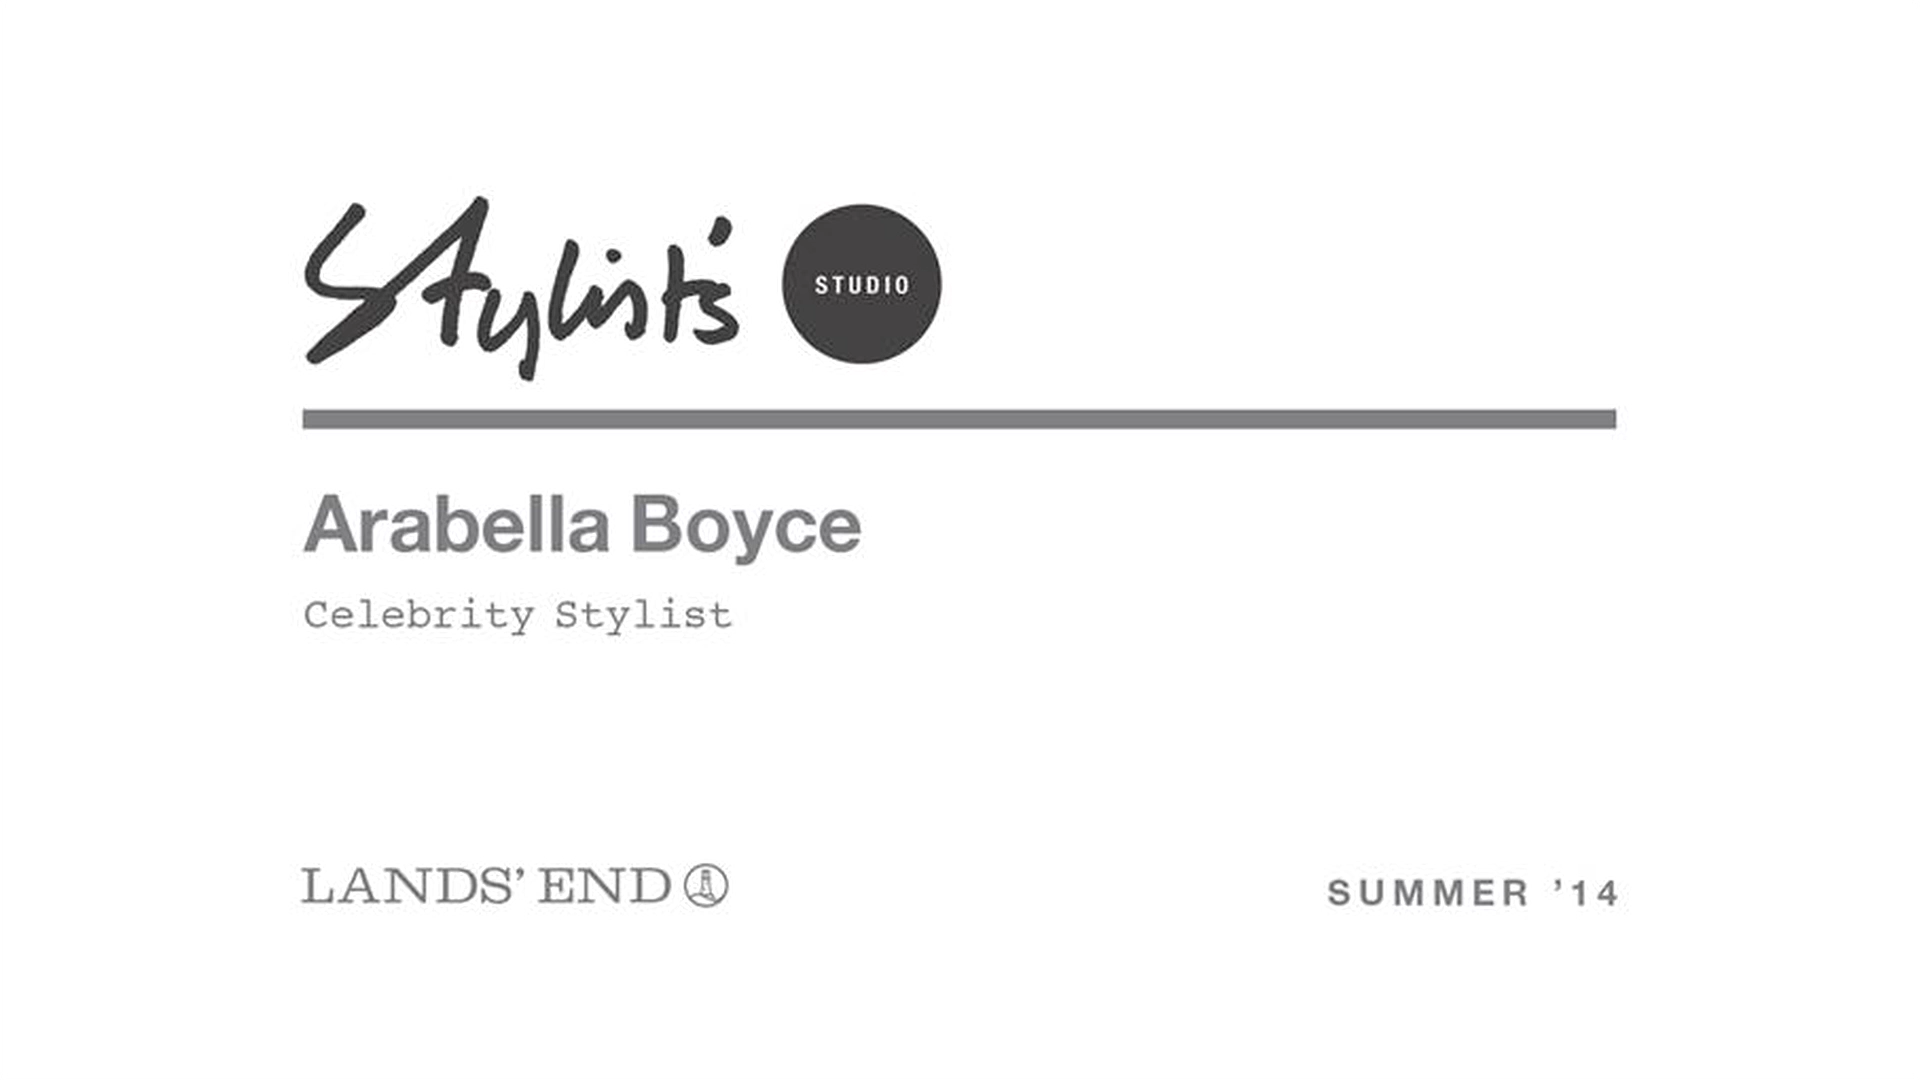 Stylist's STUDIO
Arabella Boyce
Celebrity Stylist
LANDS’ END
SUMMER ’14